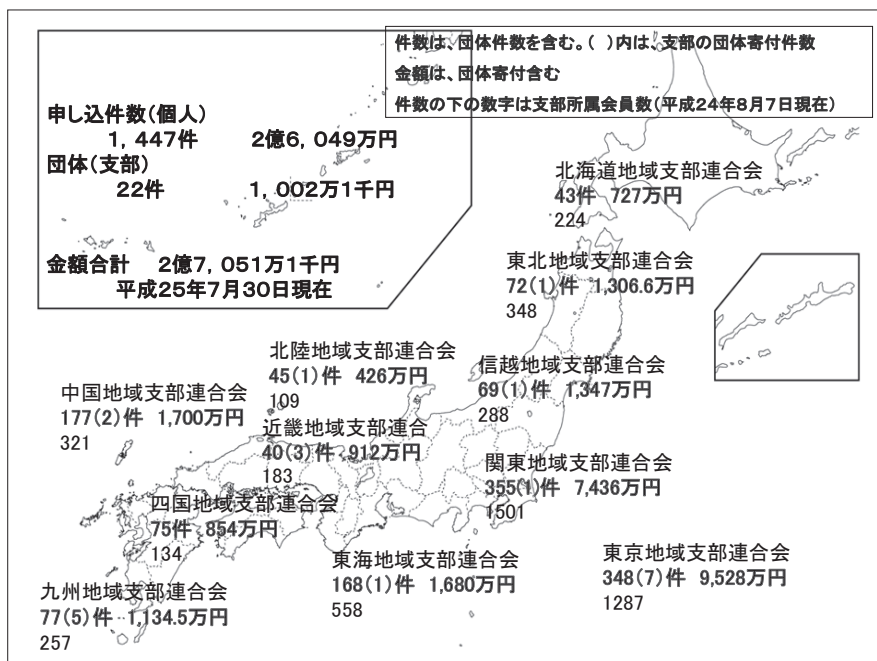 件数は、団体件数を含む。( )内は、支部の団体寄付件数
金額は、団体寄付含む
件数の下の数字は支部所属会員数(平成24年8月7日現在)
申し込件数(個人)
1,447件 2億6,049万円
団体(支部)
22件 1,002万1千円
金額合計 2億7,051万1千円
平成25年7月30日現在
北海道地域支部連合会
43件 727万円
224
東北地域支部連合会
72(1)件 1,306.6万円
348
北陸地域支部連合会
45(1)件 426万円
109
信越地域支部連合会
69(1)件 1,347万円
288
中国地域支部連合会
177(2)件 1,700万円
321
近畿地域支部連合
40(3)件 912万円
183
関東地域支部連合会
355(1)件 7,436万円
1501
四国地域支部連合会
75件 854万円
134
東海地域支部連合会
168(1)件 1,680万円
558
東京地域支部連合会
348(7)件 9,528万円
1287
九州地域支部連合会
77(5)件 1,134.5万円
257